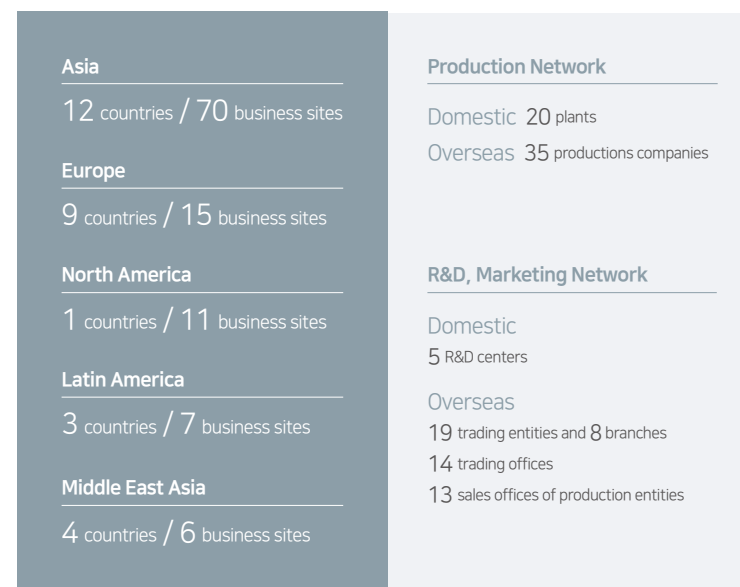 Asia
12 countries / 70 business sites
Europe
9 countries / 15 business sites
North America
1 countries / 11 business sites
Latin America
3 countries / 7 business sites
Middle East Asia
4 countries / 6 business sites
Production Network
Domestic 20 plants
Overseas 35 productions companies
R&D, Marketing Network
Domestic
5 R&D centers
Overseas
19 trading entities and 8 branches
14 trading offices
13 sales offices of production entities